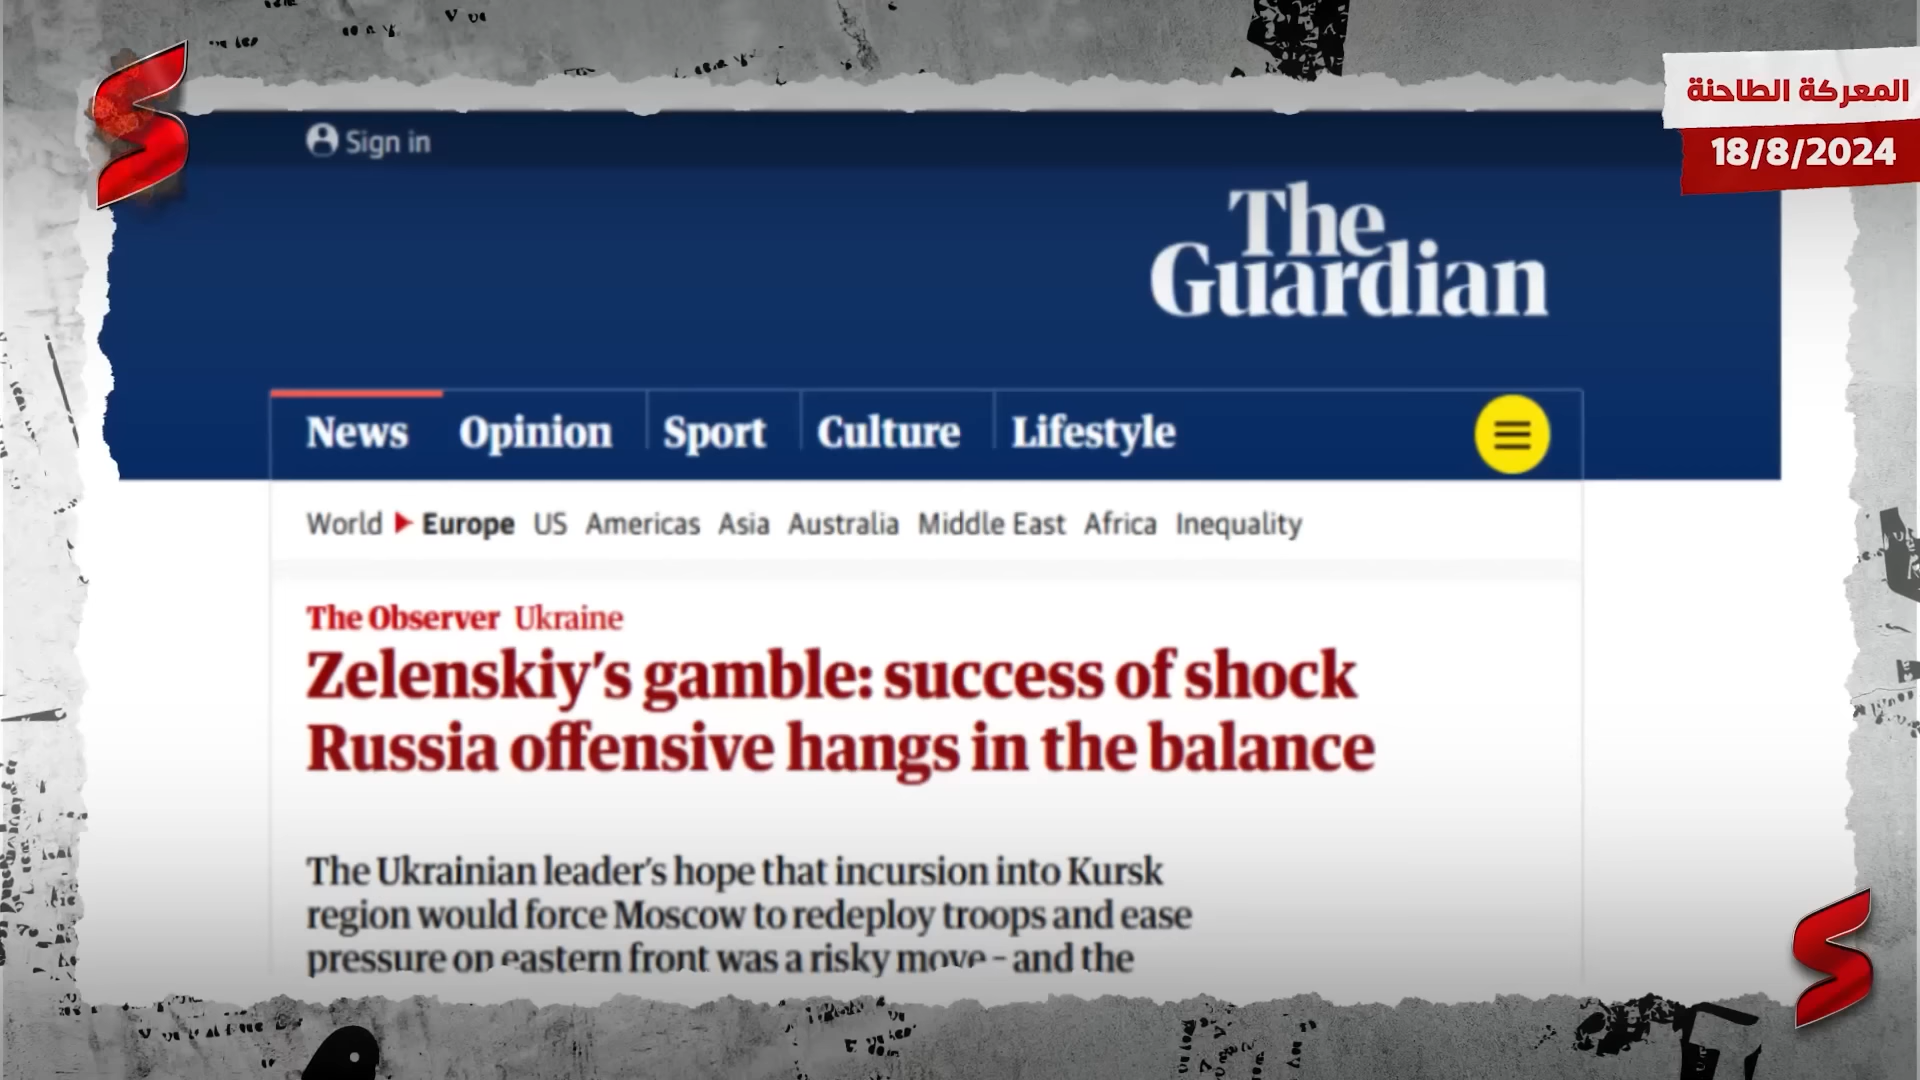 المعركة الطاحنة
18/8/2024
Sign in
The
Guardian
News Opinion Sport Culture Lifestyle
World Europe US Americas Asia Australia Middle East Africa Inequality
The Observer Ukraine
Zelenskiy's gamble: success of shock
Russia offensive hangs in the balance
The Ukrainian leader's hope that incursion into Kursk
region would force Moscow to redeploy troops and ease
pressure on eastern front was a risky move – and the